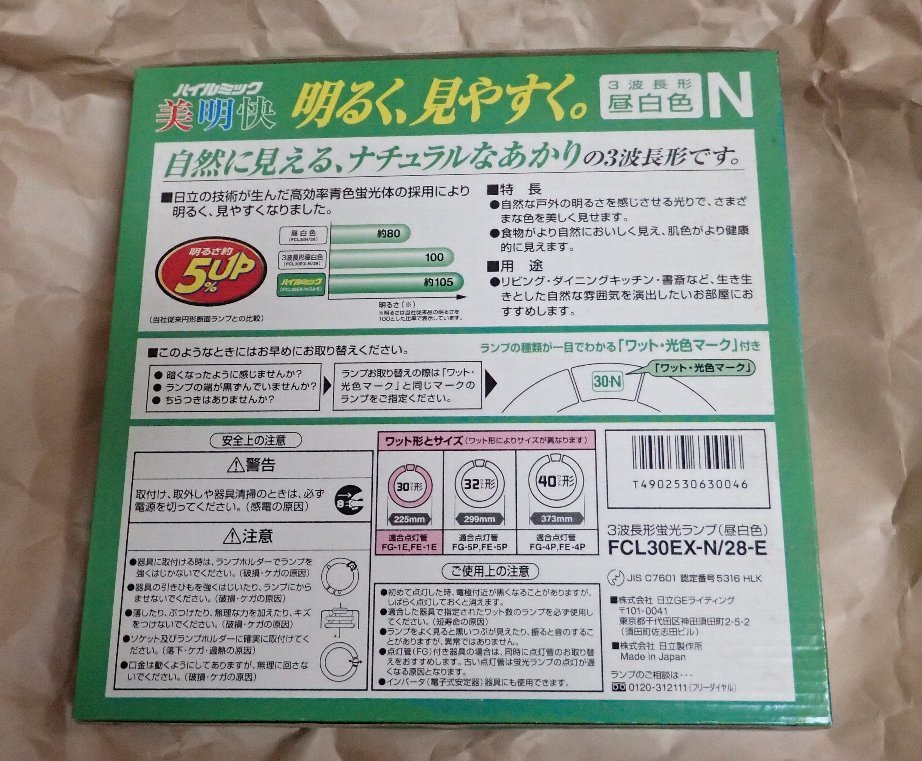 ハイルミック
美明快
明るく、見やすく。
3波長形
昼白色
N
自然に見える、ナチュラルなあかりの3波長形です。
■日立の技術が生んだ高効率青色蛍光体の採用により
明るく、見やすくなりました。
明るさ約
5UP
%
(当社従来円形断面ランプとの比較)
昼白色
(FCL30N/28)
約80
3波長形昼白色
(FCL30EX-N/28)
100
ハイルミック
(FCL30EX-N/28-E)
約105
明るさ(※)
※明るさは当社従来品の明るさを
100とした比率で表示しています。
■特長
●自然な戸外の明るさを感じさせる光りで、さまざ
まな色を美しく見せます。
●食物がより自然においしく見え、肌色がより健康
的に見えます。
■用途
●リビング・ダイニングキッチン・書斎など、生き生
きとした自然な雰囲気を演出したいお部屋にお
すすめします。
■このようなときにはお早めにお取り替えください。
● 暗くなったように感じませんか?
● ランプの端が黒ずんでいませんか?
● ちらつきはありませんか?
ランプお取り替えの際は「ワット・
光色マーク」と同じマークの
ランプをご指定ください。
ランプの種類が一目でわかる「ワット・光色マーク」付き
30・N
「ワット・光色マーク」
安全上の注意
⚠警告
取付け、取外しや器具清掃のときは、必ず
電源を切ってください。(感電の原因)
⚠注意
●器具に取付ける時は、ランプホルダーでランプを
強くはじかないでください。(破損・ケガの原因)
●器具の引きひもを強くはじいたり、ランプにから
ませないでください。(破損・ケガの原因)
●落したり、ぶつけたり、無理な力を加えたり、キズ
をつけないでください。(破損・ケガの原因)
●ソケット及びランプホルダーに確実に取付けてく
ださい。(落下・ケガ・過熱の原因)
●口金は動くようにしてありますが、無理に回さな
いでください。(破損・ケガの原因)
ワット形とサイズ(ワット形によりサイズが異なります)
30ワット形
225mm
適合点灯管
FG-1E,FE-1E
32ワット形
299mm
適合点灯管
FG-5P,FE-5P
40ワット形
373mm
適合点灯管
FG-4P,FE-4P
ご使用上の注意
●初めて点灯した時、電極付近が黒くなることがありますが、
しばらく点灯しておくと消えます。
●適合した器具で指定されたワット数のランプを必ず使用し
てください。(短寿命の原因)
●ランプをよく見ると黒いつぶが見えたり、振ると音のするこ
とがありますが、異常ではありません。
●点灯管(FG)付き器具の場合は、同時に点灯管のお取り替
えをおすすめします。古い点灯管は蛍光ランプの点灯が遅
くなる原因となります。
●インバータ(電子式安定器)器具にも使用できます。
T4902530630046
3波長形蛍光ランプ(昼白色)
FCL30EX-N/28-E
JIS C7601 認定番号5316 HLK
■株式会社 日立GEライティング
〒101-0041
東京都千代田区神田須田町2-5-2
(須田町佐志田ビル)
■株式会社 日立製作所
Made in Japan
ランプのご相談は・・・
0120-312111(フリーダイヤル)